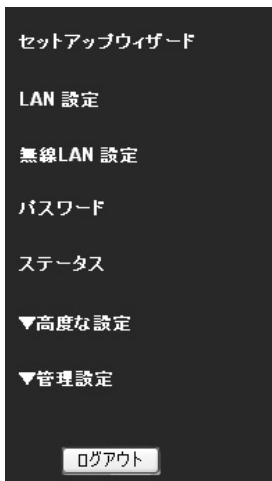 セットアップウィザード
LAN 設定
無線LAN 設定
パスワード
ステータス
▼高度な設定
▼管理設定
ログアウト